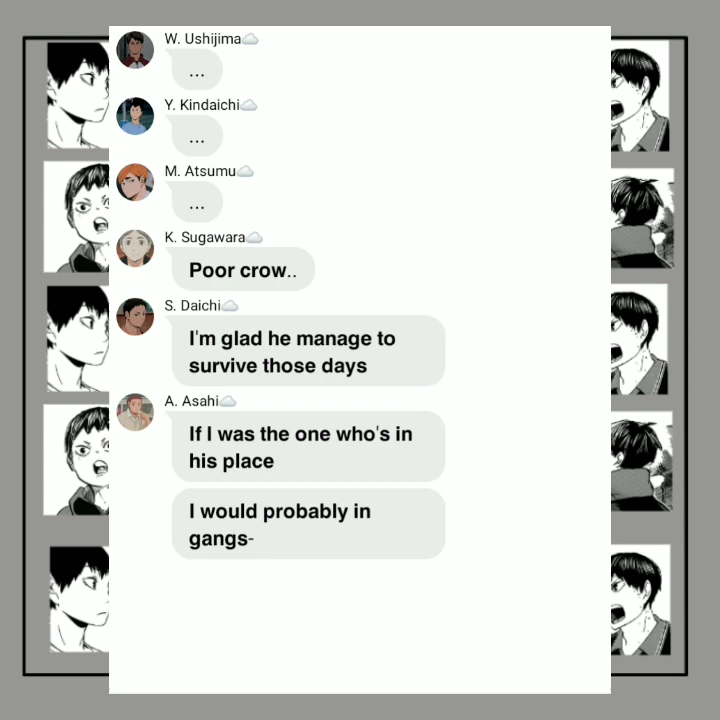 W. Ushijima☁️
...
Y. Kindaichi☁️
...
M. Atsumu☁️
...
K. Sugawara☁️
Poor crow..
S. Daichi☁️
I'm glad he manage to
survive those days
A. Asahi☁️
If I was the one who's in
his place
I would probably in
gangs-